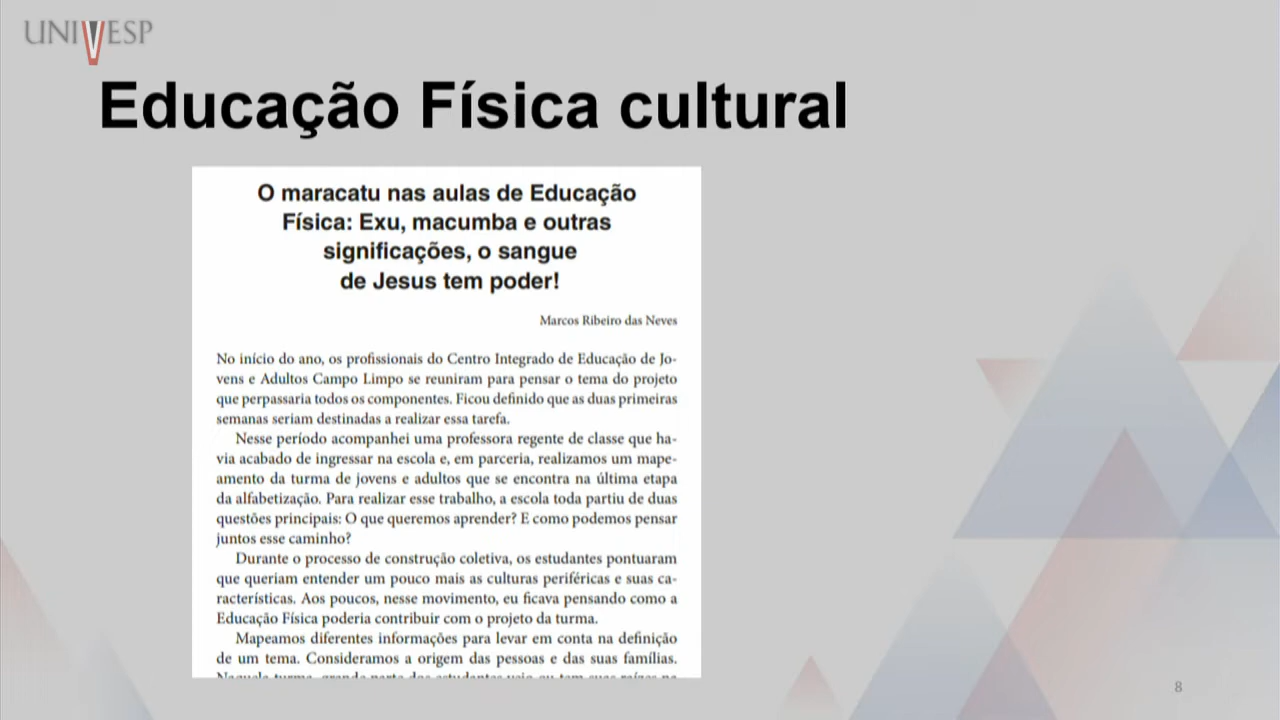 UNIVESP
Educação Física cultural
O maracatu nas aulas de Educação
Física: Exu, macumba e outras
significações, o sangue
de Jesus tem poder!
Marcos Ribeiro das Neves
No início do ano, os profissionais do Centro Integrado de Educação de Jo-
vens e Adultos Campo Limpo se reuniram para pensar o tema do projeto
que perpassaria todos os componentes. Ficou definido que as duas primeiras
semanas seriam destinadas a realizar essa tarefa.
Nesse período acompanhei uma professora regente de classe que ha-
via acabado de ingressar na escola e, em parceria, realizamos um mape-
amento da turma de jovens e adultos que se encontra na última etapa
da alfabetização. Para realizar esse trabalho, a escola toda partiu de duas
questões principais: O que queremos aprender? E como podemos pensar
juntos esse caminho?
Durante o processo de construção coletiva, os estudantes pontuaram
que queriam entender um pouco mais as culturas periféricas e suas ca-
racterísticas. Aos poucos, nesse movimento, eu ficava pensando como a
Educação Física poderia contribuir com o projeto da turma.
Mapeamos diferentes informações para levar em conta na definição
de um tema. Consideramos a origem das pessoas e das suas famílias.
8